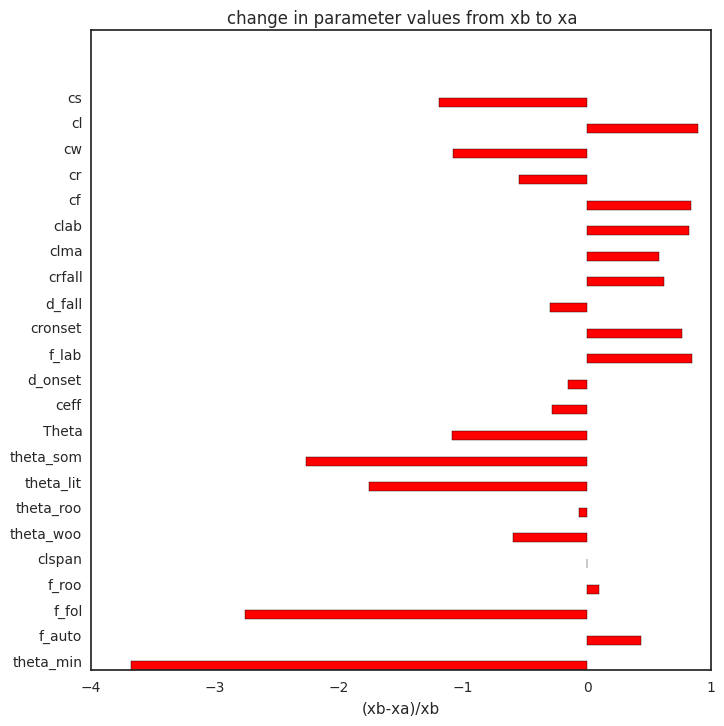 change in parameter values from xb to xa
cs
cl
cw
cr
cf
clab
clma
crfall
d_fall
cronset
f_lab
d_onset
ceff
Theta
theta_som
theta_lit
theta_roo
theta_woo
clspan
f_roo
f_fol
f_auto
theta_min
−4 −3 −2 −1 0 1
(xb-xa)/xb